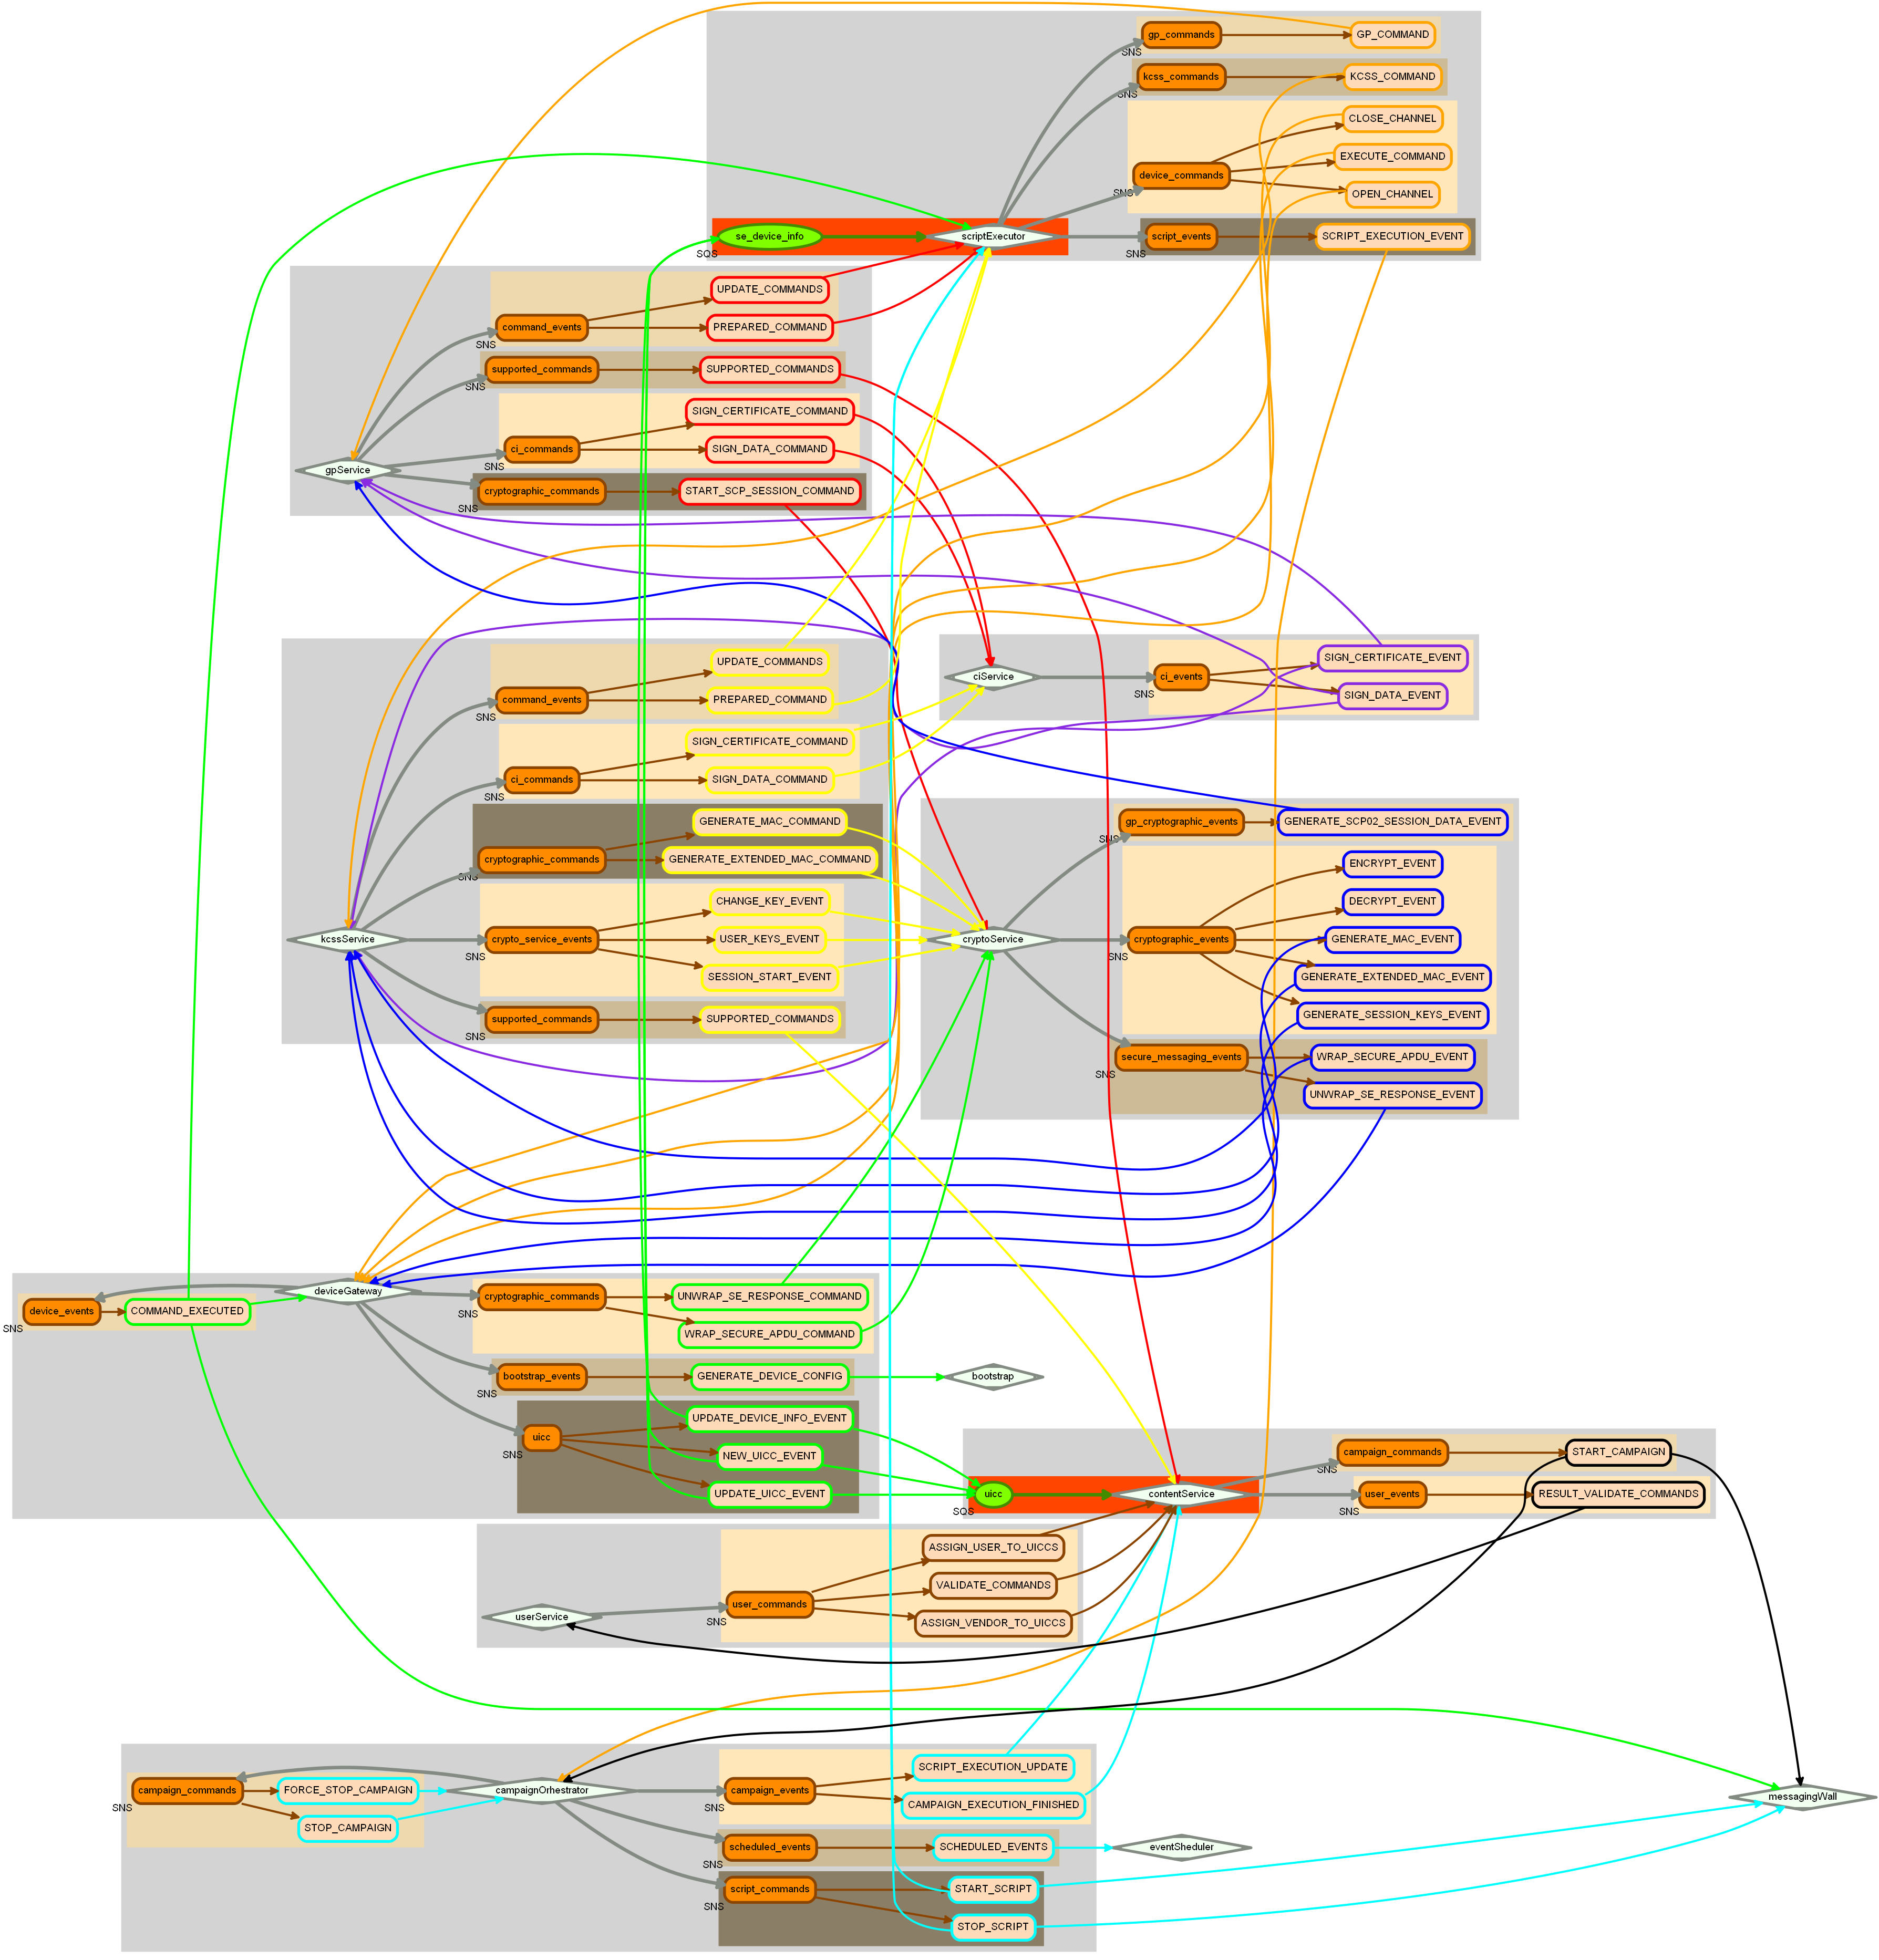 gp_commands
GP_COMMAND
SNS
kcss_commands
KCSS_COMMAND
SNS
CLOSE_CHANNEL
EXECUTE_COMMAND
device_commands
OPEN_CHANNEL
SNS
se_device_info
scriptExecutor
script_events
SCRIPT_EXECUTION_EVENT
SQS
SNS
UPDATE_COMMANDS
command_events
PREPARED_COMMAND
SNS
supported_commands
SUPPORTED_COMMANDS
SNS
SIGN_CERTIFICATE_COMMAND
ci_commands
SIGN_DATA_COMMAND
SNS
gpService
cryptographic_commands
START_SCP_SESSION_COMMAND
SNS
UPDATE_COMMANDS
command_events
PREPARED_COMMAND
SNS
ciService
ci_events
SIGN_CERTIFICATE_EVENT
SIGN_DATA_EVENT
SNS
SIGN_CERTIFICATE_COMMAND
ci_commands
SIGN_DATA_COMMAND
SNS
GENERATE_MAC_COMMAND
cryptographic_commands
GENERATE_EXTENDED_MAC_COMMAND
SNS
gp_cryptographic_events
GENERATE_SCP02_SESSION_DATA_EVENT
SNS
ENCRYPT_EVENT
DECRYPT_EVENT
CHANGE_KEY_EVENT
kcssService
crypto_service_events
USER_KEYS_EVENT
SNS
SESSION_START_EVENT
cryptoService
cryptographic_events
GENERATE_MAC_EVENT
SNS
GENERATE_EXTENDED_MAC_EVENT
GENERATE_SESSION_KEYS_EVENT
supported_commands
SUPPORTED_COMMANDS
SNS
secure_messaging_events
WRAP_SECURE_APDU_EVENT
SNS
UNWRAP_SE_RESPONSE_EVENT
deviceGateway
device_events
COMMAND_EXECUTED
SNS
cryptographic_commands
UNWRAP_SE_RESPONSE_COMMAND
SNS
WRAP_SECURE_APDU_COMMAND
bootstrap_events
GENERATE_DEVICE_CONFIG
bootstrap
SNS
UPDATE_DEVICE_INFO_EVENT
uicc
NEW_UICC_EVENT
SNS
UPDATE_UICC_EVENT
campaign_commands
START_CAMPAIGN
SNS
uicc
contentService
user_events
RESULT_VALIDATE_COMMANDS
SQS
SNS
ASSIGN_USER_TO_UICCS
VALIDATE_COMMANDS
userService
user_commands
ASSIGN_VENDOR_TO_UICCS
SNS
campaign_commands
FORCE_STOP_CAMPAIGN
SNS
STOP_CAMPAIGN
campaignOrhestrator
campaign_events
SCRIPT_EXECUTION_UPDATE
SNS
CAMPAIGN_EXECUTION_FINISHED
messagingWall
scheduled_events
SCHEDULED_EVENTS
eventSheduler
SNS
script_commands
START_SCRIPT
SNS
STOP_SCRIPT